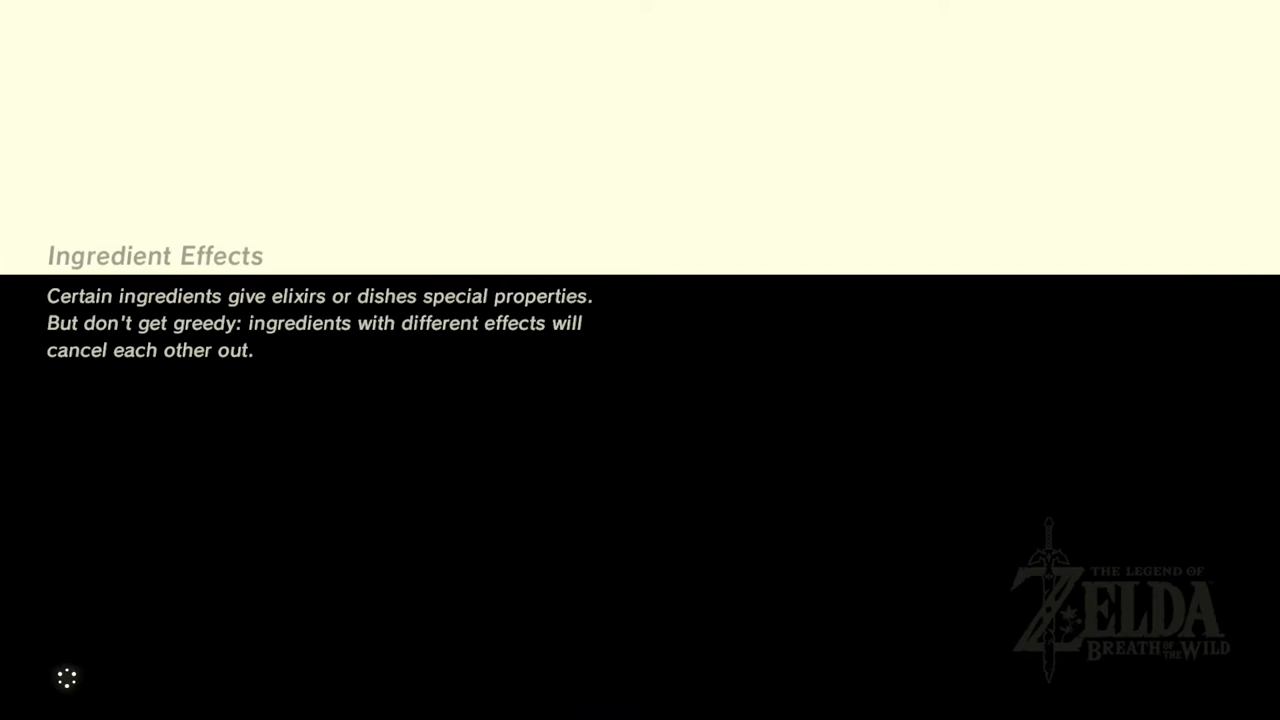 Ingredient Effects
Certain ingredients give elixirs or dishes special properties.
But don't get greedy: ingredients with different effects will
cancel each other out.
THE LEGEND OF
ZELDA
BREATH OF THE WILD